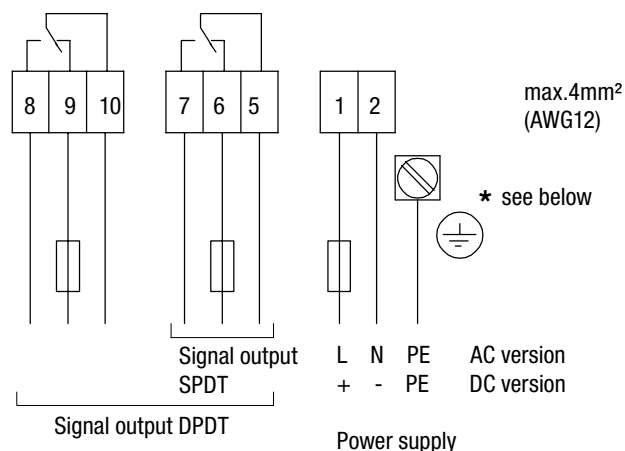 8 9 10 7 6 5 1 2
max.4mm²
(AWG12)
* see below
Signal output L N PE AC version
SPDT + - PE DC version
Signal output DPDT
Power supply